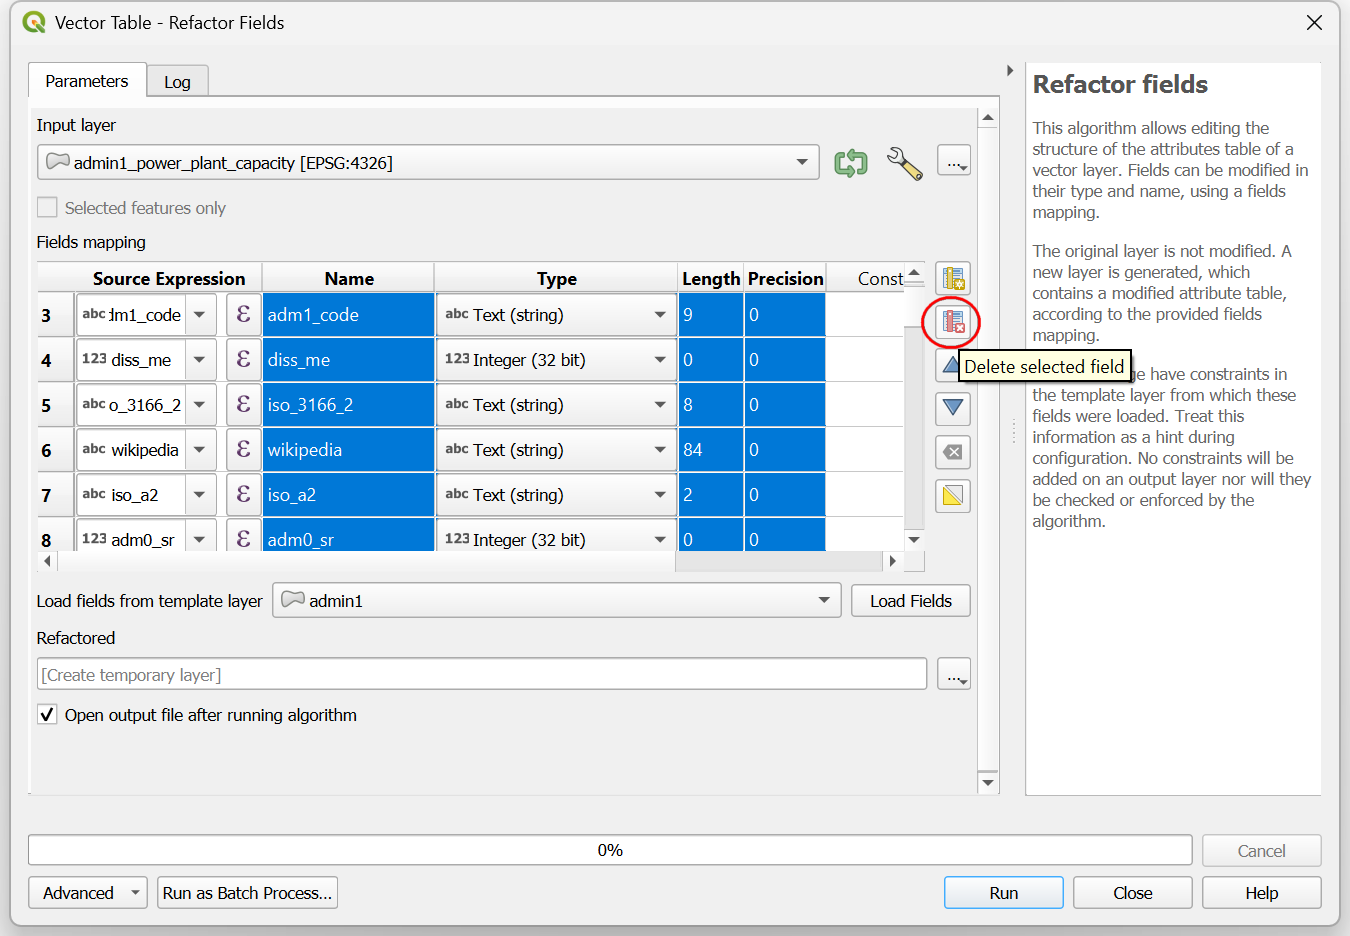 Vector Table - Refactor Fields
Parameters
Log
Input layer
admin1_power_plant_capacity [EPSG:4326]
...
Selected features only
Fields mapping
Source Expression Name Type Length Precision Const
3 abc :lm1_code ε adm1_code abc Text (string) 9 0
4 123 diss_me ε diss_me 123 Integer (32 bit) 0 0
5 abc o_3166_2 ε iso_3166_2 abc Text (string) 8 0
6 abc wikipedia ε wikipedia abc Text (string) 84 0
7 abc iso_a2 ε iso_a2 abc Text (string) 2 0
8 123 adm0_sr ε adm0_sr 123 Integer (32 bit) 0 0
Delete selected field
Load fields from template layer admin1 Load Fields
Refactored
[Create temporary layer] ...
Open output file after running algorithm
Refactor fields
This algorithm allows editing the
structure of the attributes table of a
vector layer. Fields can be modified in
their type and name, using a fields
mapping.
The original layer is not modified. A
new layer is generated, which
contains a modified attribute table,
according to the provided fields
mapping.
ge have constraints in
the template layer from which these
fields were loaded. Treat this
information as a hint during
configuration. No constraints will be
added on an output layer nor will they
be checked or enforced by the
algorithm.
0%
Cancel
Advanced Run as Batch Process... Run Close Help